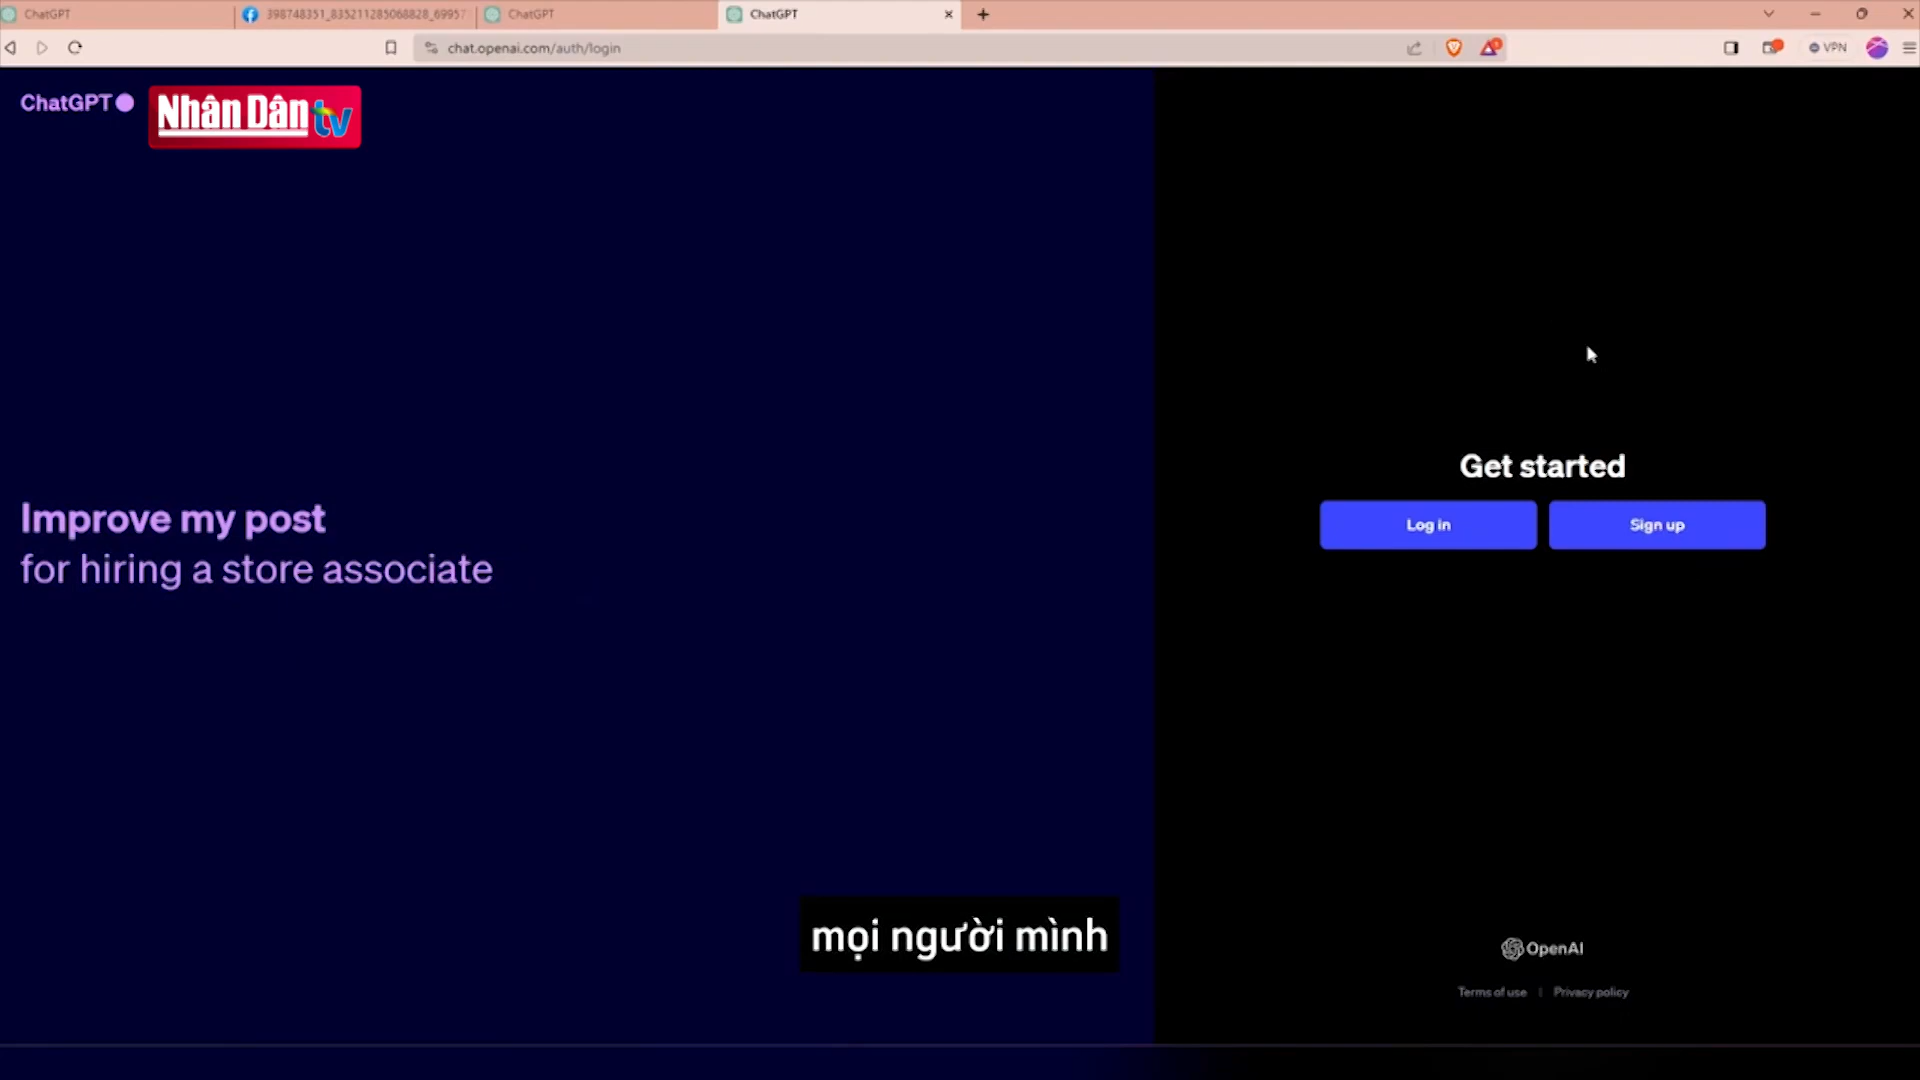 ChatGPT
398748351_835211285068828_69957
ChatGPT
ChatGPT
chat.openai.com/auth/login
VPN
ChatGPT
Nhân Dân tv
Improve my post
for hiring a store associate
Get started
Log in
Sign up
mọi người mình
OpenAI
Terms of use | Privacy policy